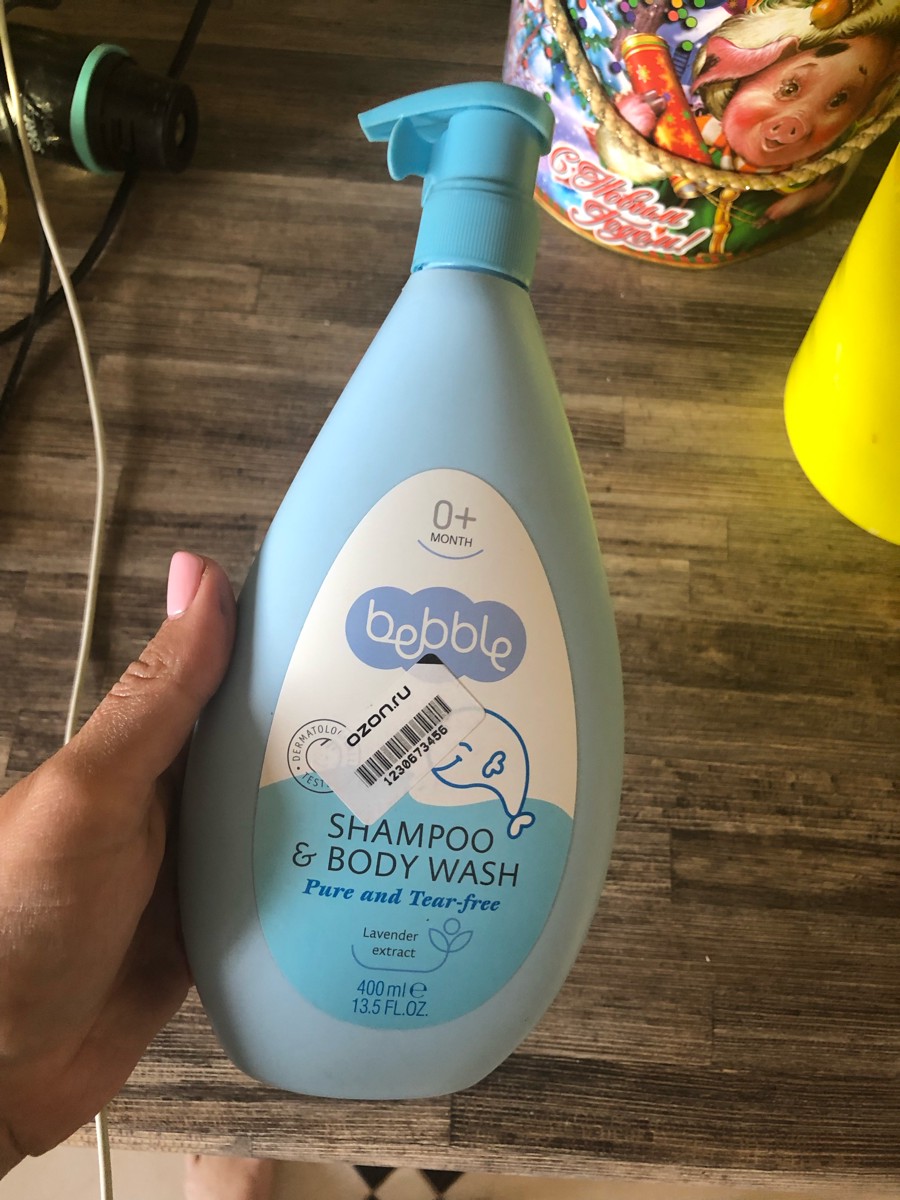 С Новым
Годом!
0+
MONTH
bebble
ozon.ru
1230673456
SHAMPOO
& BODY WASH
Pure and Tear-free
Lavender
extract
400 ml ℮
13.5 FL.OZ.